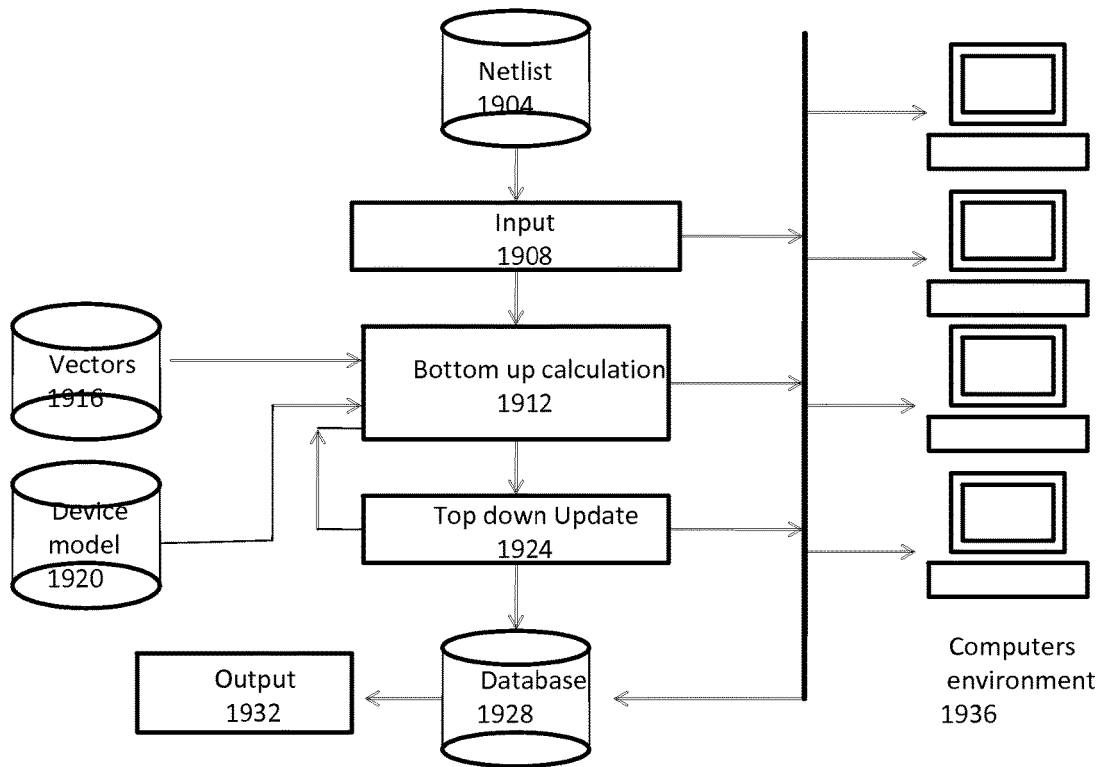 Netlist
1904
Input
1908
Vectors
1916
Bottom up calculation
1912
Device
model
1920
Top down Update
1924
Output
1932
Database
1928
Computers
environment
1936